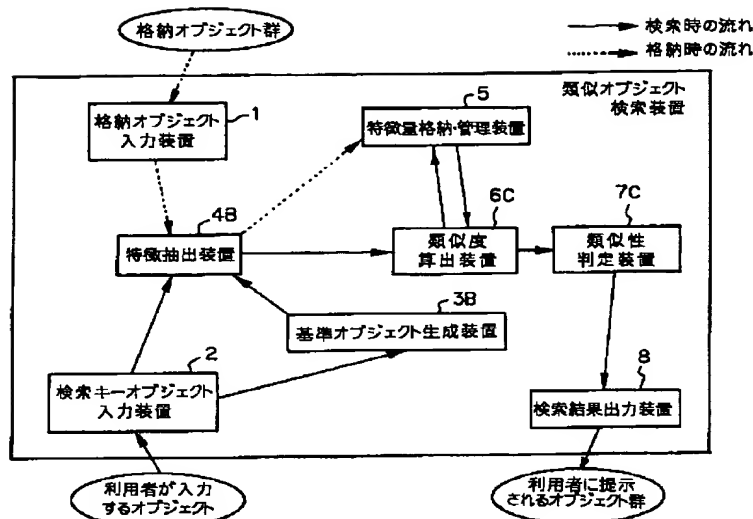 格納オブジェクト群
検索時の流れ
格納時の流れ
類似オブジェクト
検索装置
1
格納オブジェクト
入力装置
5
特徴量格納・管理装置
4B
特徴抽出装置
6C
類似度
算出装置
7C
類似性
判定装置
3B
基準オブジェクト生成装置
2
検索キーオブジェクト
入力装置
8
検索結果出力装置
利用者が入力
するオブジェクト
利用者に提示
されるオブジェクト群